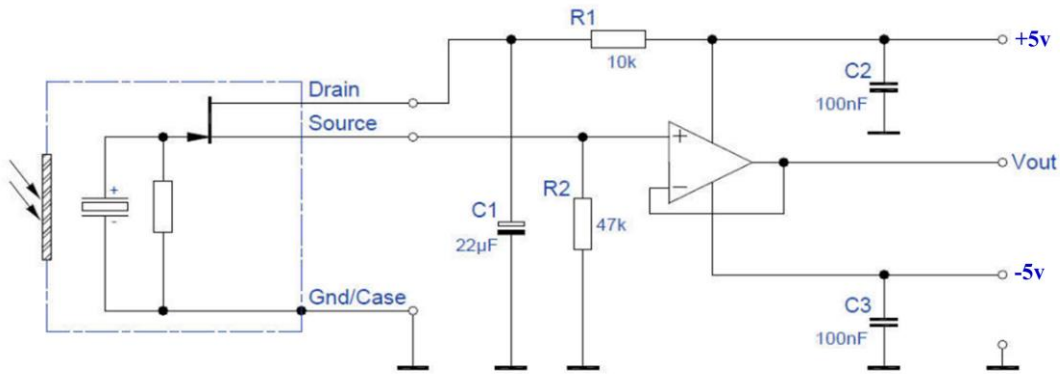 R1
10k
+5v
C2
100nF
Drain
Source
+
-
Vout
R2
47k
C1
22µF
+
-
-5v
Gnd/Case
C3
100nF